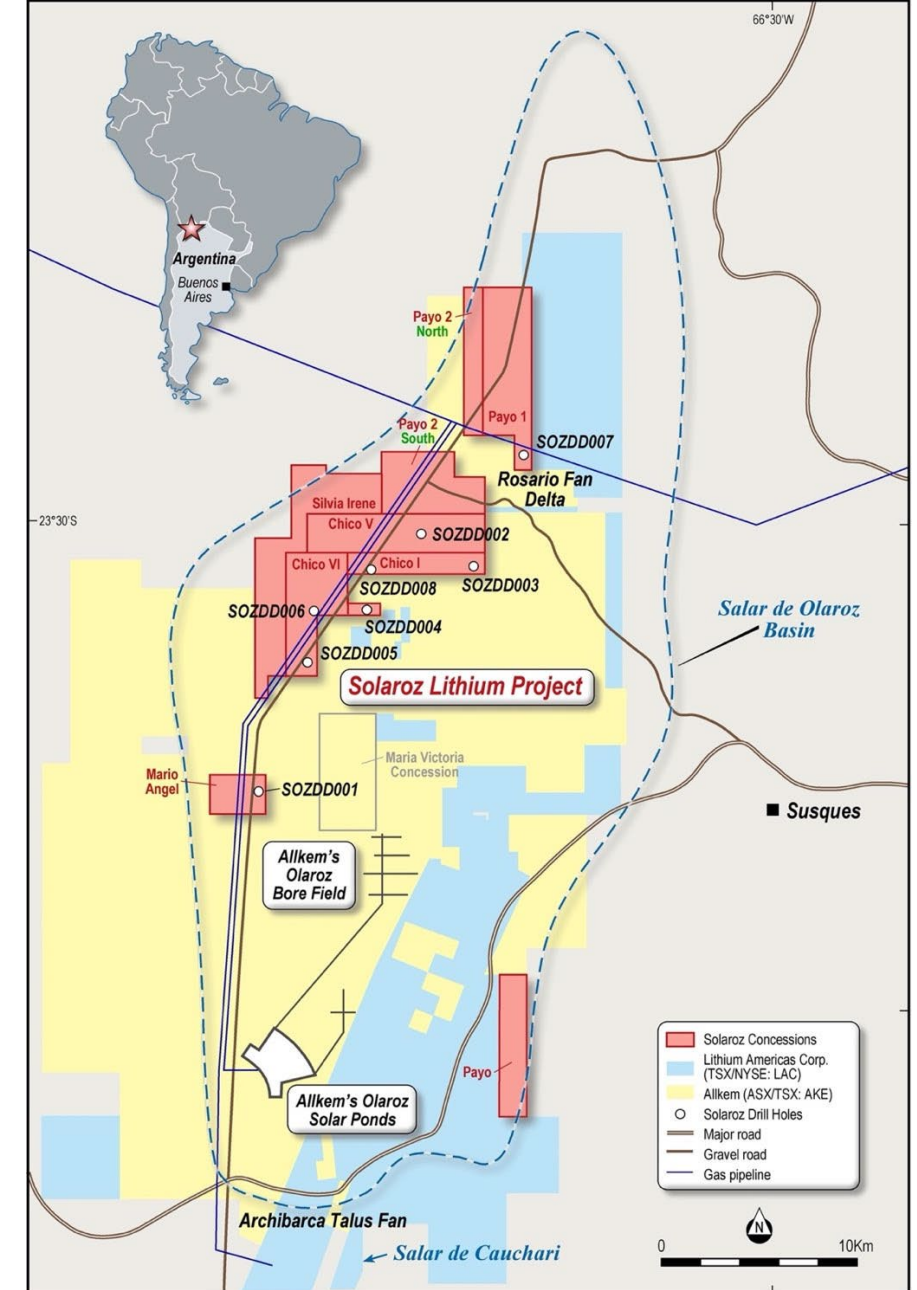 66°30'W
Argentina
Buenos
Aires
Payo 2
North
Payo 1
Payo 2
South
SOZDD007
Rosario Fan
Delta
Silvia Irene
23°30'S
Chico V
SOZDD002
Chico VI
Chico I
SOZDD003
SOZDD008
SOZDD006
SOZDD004
Salar de Olaroz
Basin
SOZDD005
Solaroz Lithium Project
Maria Victoria
Concession
Mario
Angel
SOZDD001
Susques
Allkem's
Olaroz
Bore Field
Payo
Allkem's Olaroz
Solar Ponds
Solaroz Concessions
Lithium Americas Corp.
(TSX/NYSE: LAC)
Allkem (ASX/TSX: AKE)
Solaroz Drill Holes
Major road
Gravel road
Gas pipeline
Archibarca Talus Fan
Salar de Cauchari
N
0 10Km